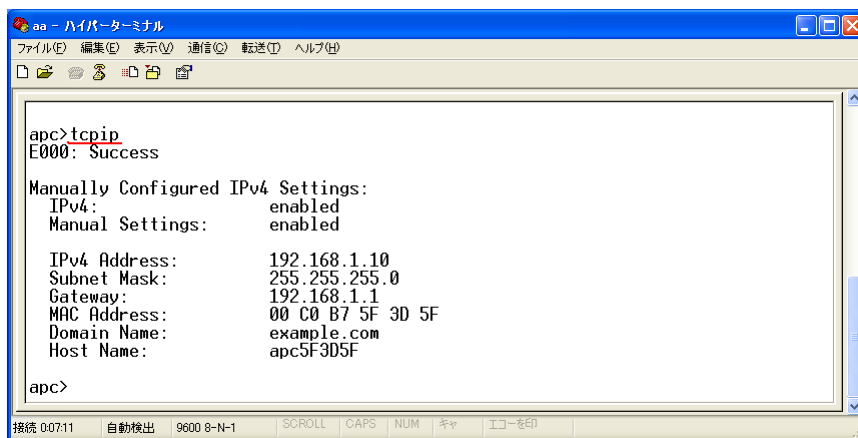 aa - ハイパーターミナル
ファイル(F) 編集(E) 表示(V) 通信(C) 転送(T) ヘルプ(H)
apc>tcpip
E000: Success
Manually Configured IPv4 Settings:
IPv4: enabled
Manual Settings: enabled
IPv4 Address: 192.168.1.10
Subnet Mask: 255.255.255.0
Gateway: 192.168.1.1
MAC Address: 00 C0 B7 5F 3D 5F
Domain Name: example.com
Host Name: apc5F3D5F
apc>
接続 0:07:11 自動検出 9600 8-N-1 SCROLL CAPS NUM キャ エコーを印